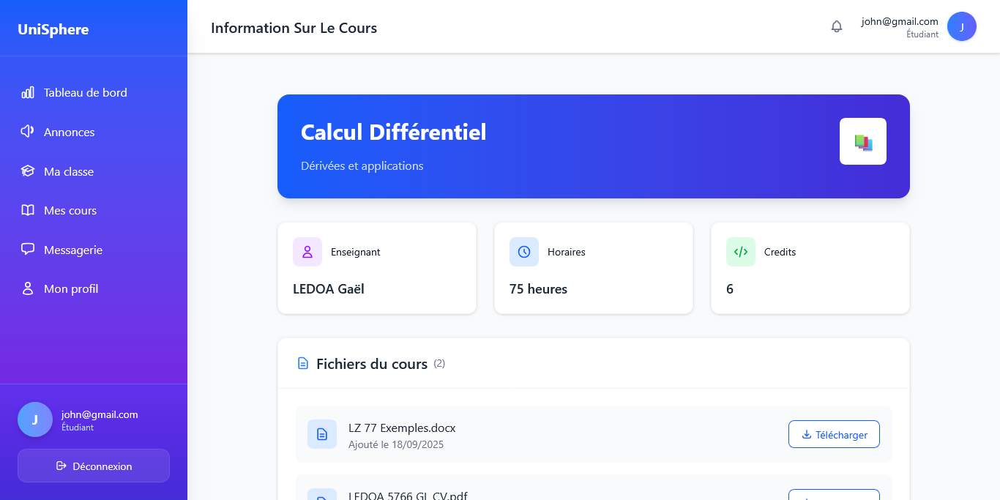 UniSphere
Tableau de bord
Annonces
Ma classe
Mes cours
Messagerie
Mon profil
J
john@gmail.com
Étudiant
Déconnexion
Information Sur Le Cours
john@gmail.com
Étudiant
J
Calcul Différentiel
Dérivées et applications
Enseignant
LEDOA Gaël
Horaires
75 heures
Credits
6
Fichiers du cours (2)
LZ 77 Exemples.docx
Ajouté le 18/09/2025
Télécharger
LEDOA 5766 GL CV.pdf